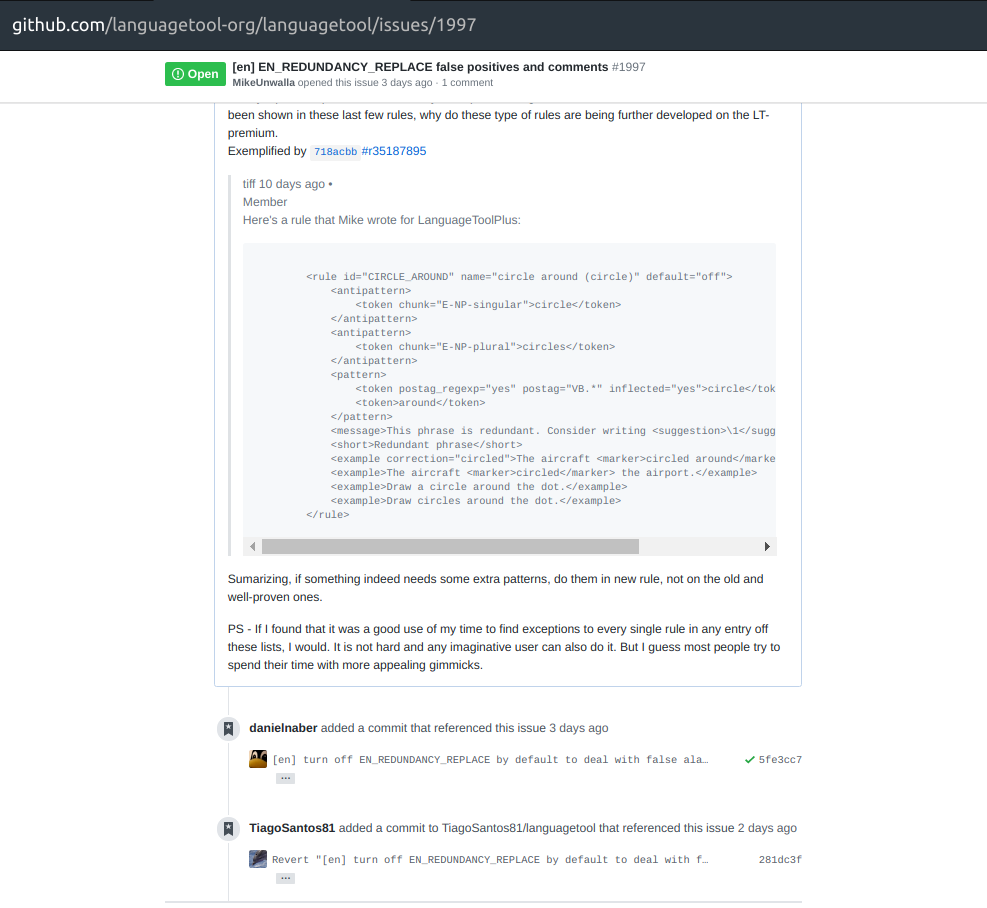 github.com/languagetool-org/languagetool/issues/1997
Open
[en] EN_REDUNDANCY_REPLACE false positives and comments #1997
MikeUnwalla opened this issue 3 days ago · 1 comment
been shown in these last few rules, why do these type of rules are being further developed on the LT-
premium.
Exemplified by 718acbb #r35187895
tiff 10 days ago •
Member
Here's a rule that Mike wrote for LanguageToolPlus:
<rule id="CIRCLE_AROUND" name="circle around (circle)" default="off">
<antipattern>
<token chunk="E-NP-singular">circle</token>
</antipattern>
<antipattern>
<token chunk="E-NP-plural">circles</token>
</antipattern>
<pattern>
<token postag_regexp="yes" postag="VB.*" inflected="yes">circle</tok
<token>around</token>
</pattern>
<message>This phrase is redundant. Consider writing <suggestion>\1</sugg
<short>Redundant phrase</short>
<example correction="circled">The aircraft <marker>circled around</marke
<example>The aircraft <marker>circled</marker> the airport.</example>
<example>Draw a circle around the dot.</example>
<example>Draw circles around the dot.</example>
</rule>
Sumarizing, if something indeed needs some extra patterns, do them in new rule, not on the old and
well-proven ones.
PS - If I found that it was a good use of my time to find exceptions to every single rule in any entry off
these lists, I would. It is not hard and any imaginative user can also do it. But I guess most people try to
spend their time with more appealing gimmicks.
danielnaber added a commit that referenced this issue 3 days ago
[en] turn off EN_REDUNDANCY_REPLACE by default to deal with false ala… 5fe3cc7
…
TiagoSantos81 added a commit to TiagoSantos81/languagetool that referenced this issue 2 days ago
Revert "[en] turn off EN_REDUNDANCY_REPLACE by default to deal with f… 281dc3f
…